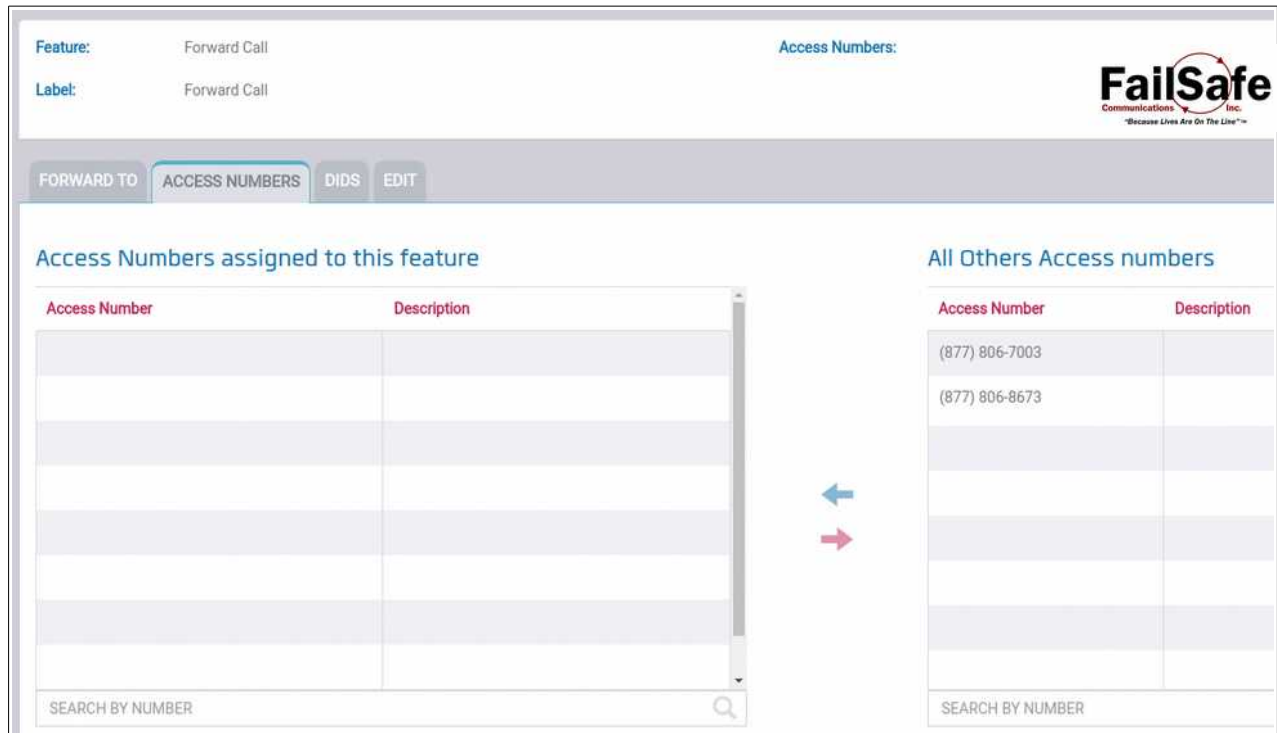 Feature: Forward Call Access Numbers:
Label: Forward Call
FailSafe
Communications Inc.
"Because Lives Are On The Line"™
FORWARD TO ACCESS NUMBERS DIDS EDIT
Access Numbers assigned to this feature
Access Number Description
SEARCH BY NUMBER
All Others Access numbers
Access Number Description
(877) 806-7003
(877) 806-8673
SEARCH BY NUMBER